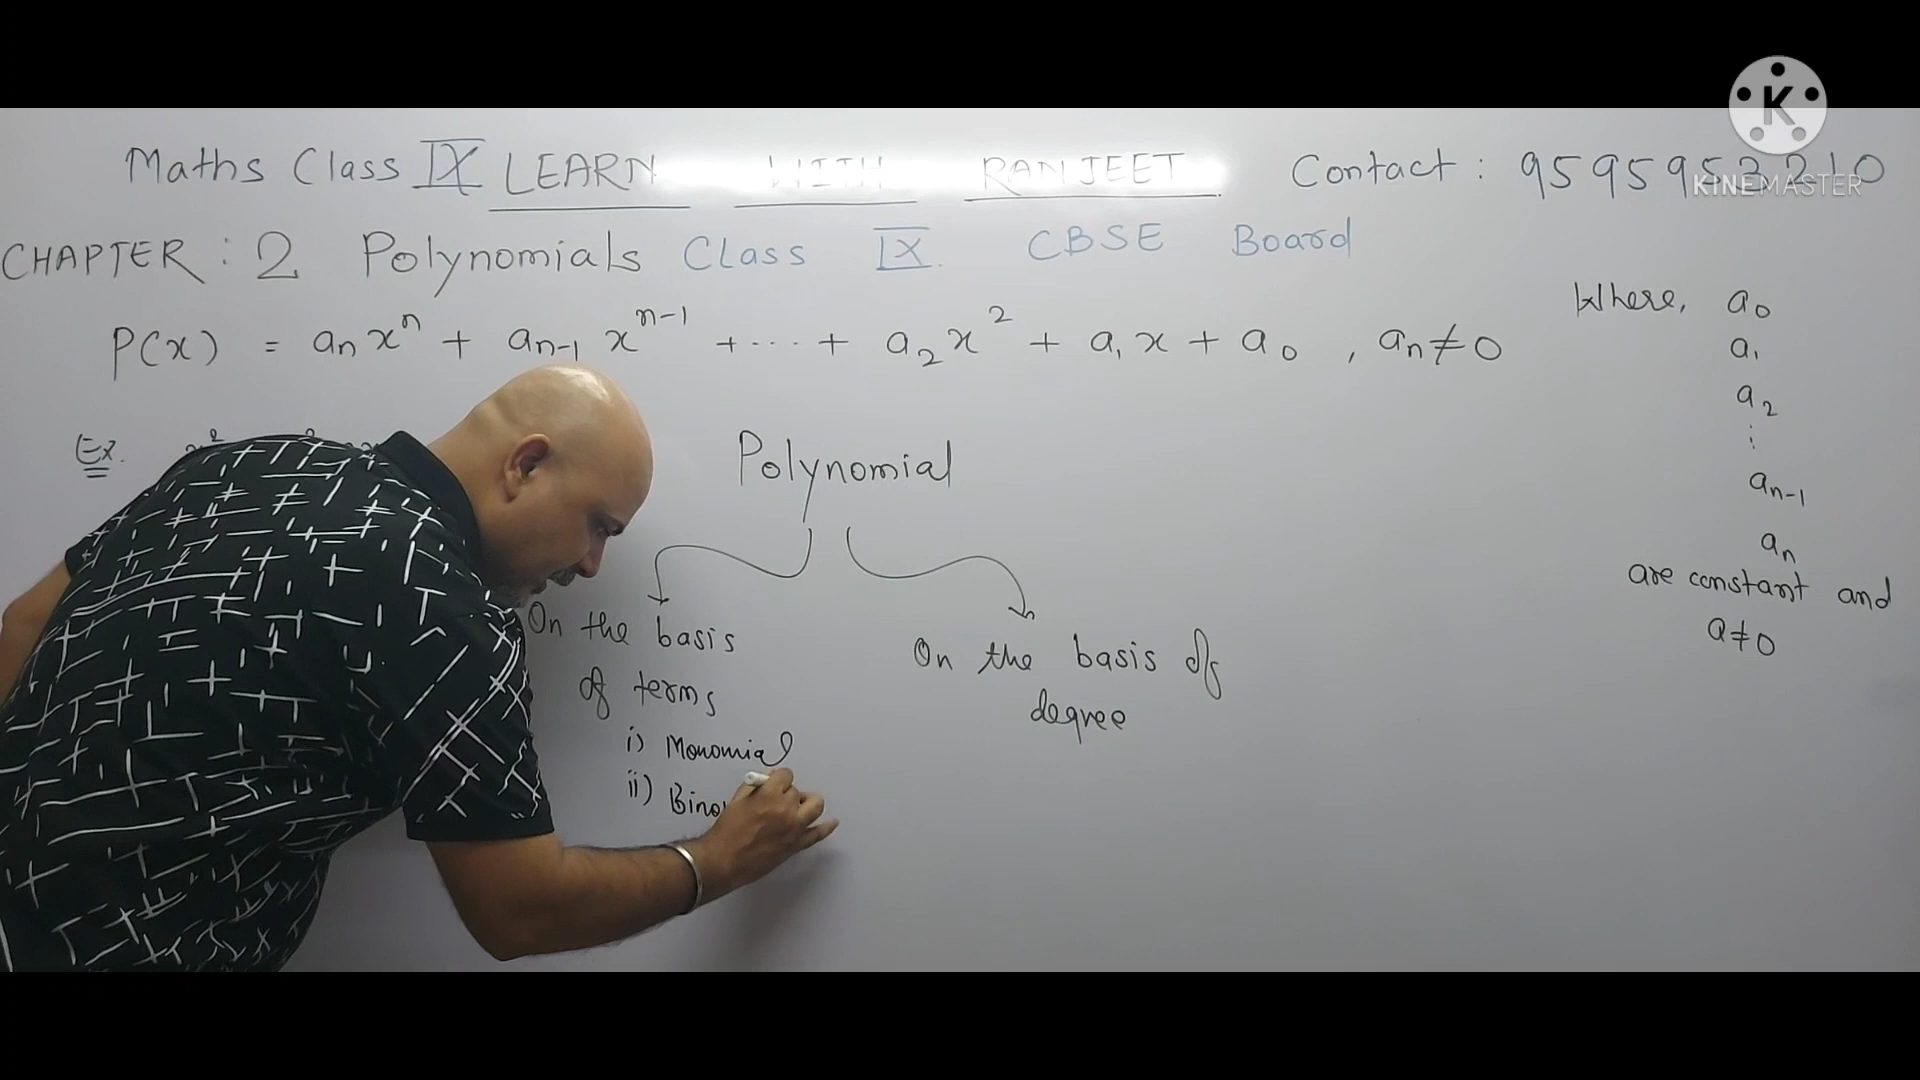 Maths Class IX LEARN WITH RANJEET Contact : 9595953210
KINEMASTER
CHAPTER : 2 Polynomials Class IX. CBSE Board
P(x) = aₙxⁿ + aₙ₋₁ xⁿ⁻¹ + ... + a₂x² + a₁x + a₀ , aₙ≠0
Where, a₀
a₁
a₂
⋮
aₙ₋₁
aₙ
are constant and
a≠0
Ex.
Polynomial
On the basis
of terms
i) Monomial
ii)
On the basis of
degree